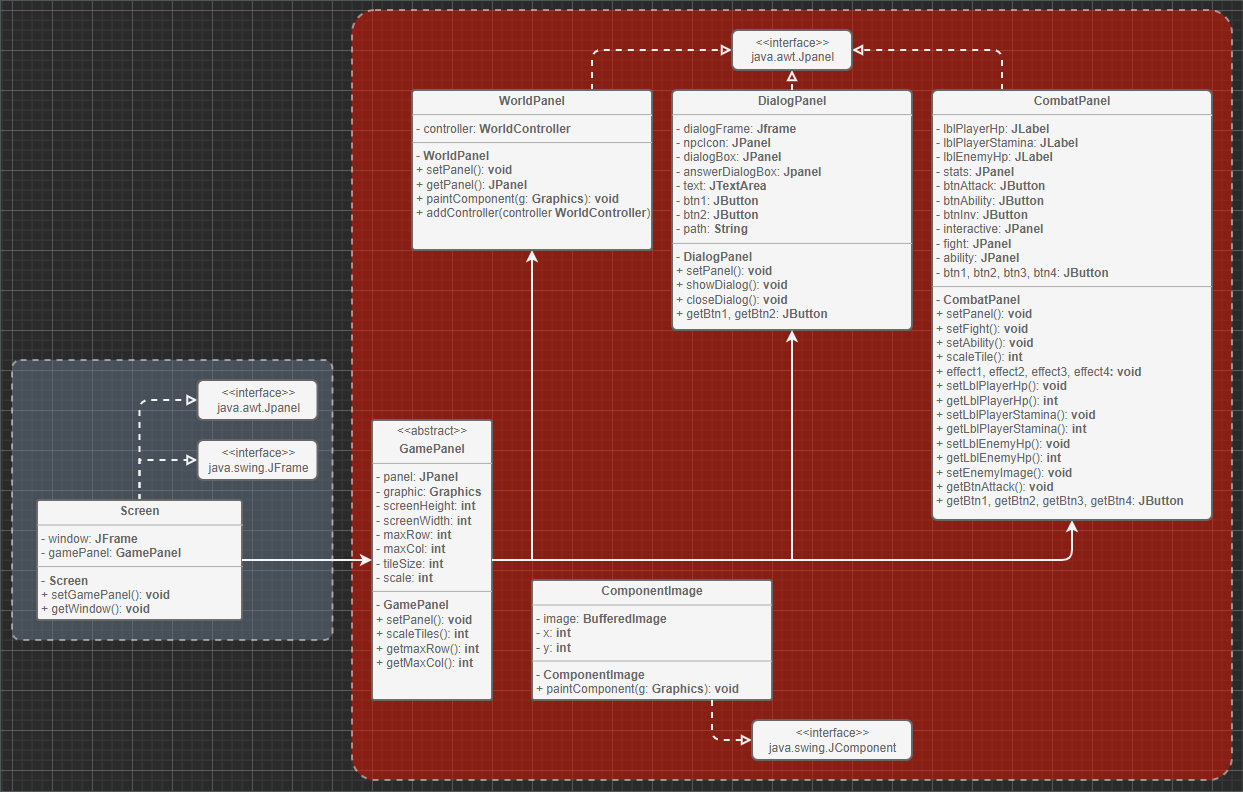 <<interface>>
java.awt.Jpanel
WorldPanel
- controller: WorldController
- WorldPanel
+ setPanel(): void
+ getPanel(): JPanel
+ paintComponent(g: Graphics): void
+ addController(controller WorldController)
DialogPanel
- dialogFrame: Jframe
- npcIcon: JPanel
- dialogBox: JPanel
- answerDialogBox: Jpanel
- text: JTextArea
- btn1: JButton
- btn2: JButton
- path: String
- DialogPanel
+ setPanel(): void
+ showDialog(): void
+ closeDialog(): void
+ getBtn1, getBtn2: JButton
CombatPanel
- lblPlayerHp: JLabel
- lblPlayerStamina: JLabel
- lblEnemyHp: JLabel
- stats: JPanel
- btnAttack: JButton
- btnAbility: JButton
- btnInv: JButton
- interactive: JPanel
- fight: JPanel
- ability: JPanel
- btn1, btn2, btn3, btn4: JButton
- CombatPanel
+ setPanel(): void
+ setFight(): void
+ setAbility(): void
+ scaleTile(): int
+ effect1, effect2, effect3, effect4: void
+ setLblPlayerHp(): void
+ getLblPlayerHp(): int
+ setLblPlayerStamina(): void
+ getLblPlayerStamina(): int
+ setLblEnemyHp(): void
+ getLblEnemyHp(): int
+ setEnemyImage(): void
+ getBtnAttack(): void
+ getBtn1, getBtn2, getBtn3, getBtn4: JButton
<<interface>>
java.awt.Jpanel
<<interface>>
java.swing.JFrame
Screen
- window: JFrame
- gamePanel: GamePanel
- Screen
+ setGamePanel(): void
+ getWindow(): void
<<abstract>>
GamePanel
- panel: JPanel
- graphic: Graphics
- screenHeight: int
- screenWidth: int
- maxRow: int
- maxCol: int
- tileSize: int
- scale: int
- GamePanel
+ setPanel(): void
+ scaleTiles(): int
+ getmaxRow(): int
+ getMaxCol(): int
ComponentImage
- image: BufferedImage
- x: int
- y: int
- ComponentImage
+ paintComponent(g: Graphics): void
<<interface>>
java.swing.JComponent